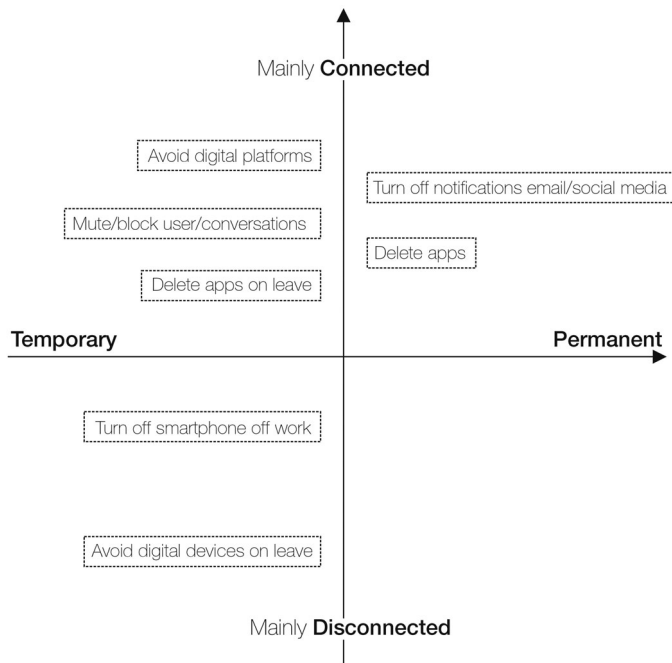 Mainly Connected
Avoid digital platforms
Turn off notifications email/social media
Mute/block user/conversations
Delete apps
Delete apps on leave
Temporary
Permanent
Turn off smartphone off work
Avoid digital devices on leave
Mainly Disconnected